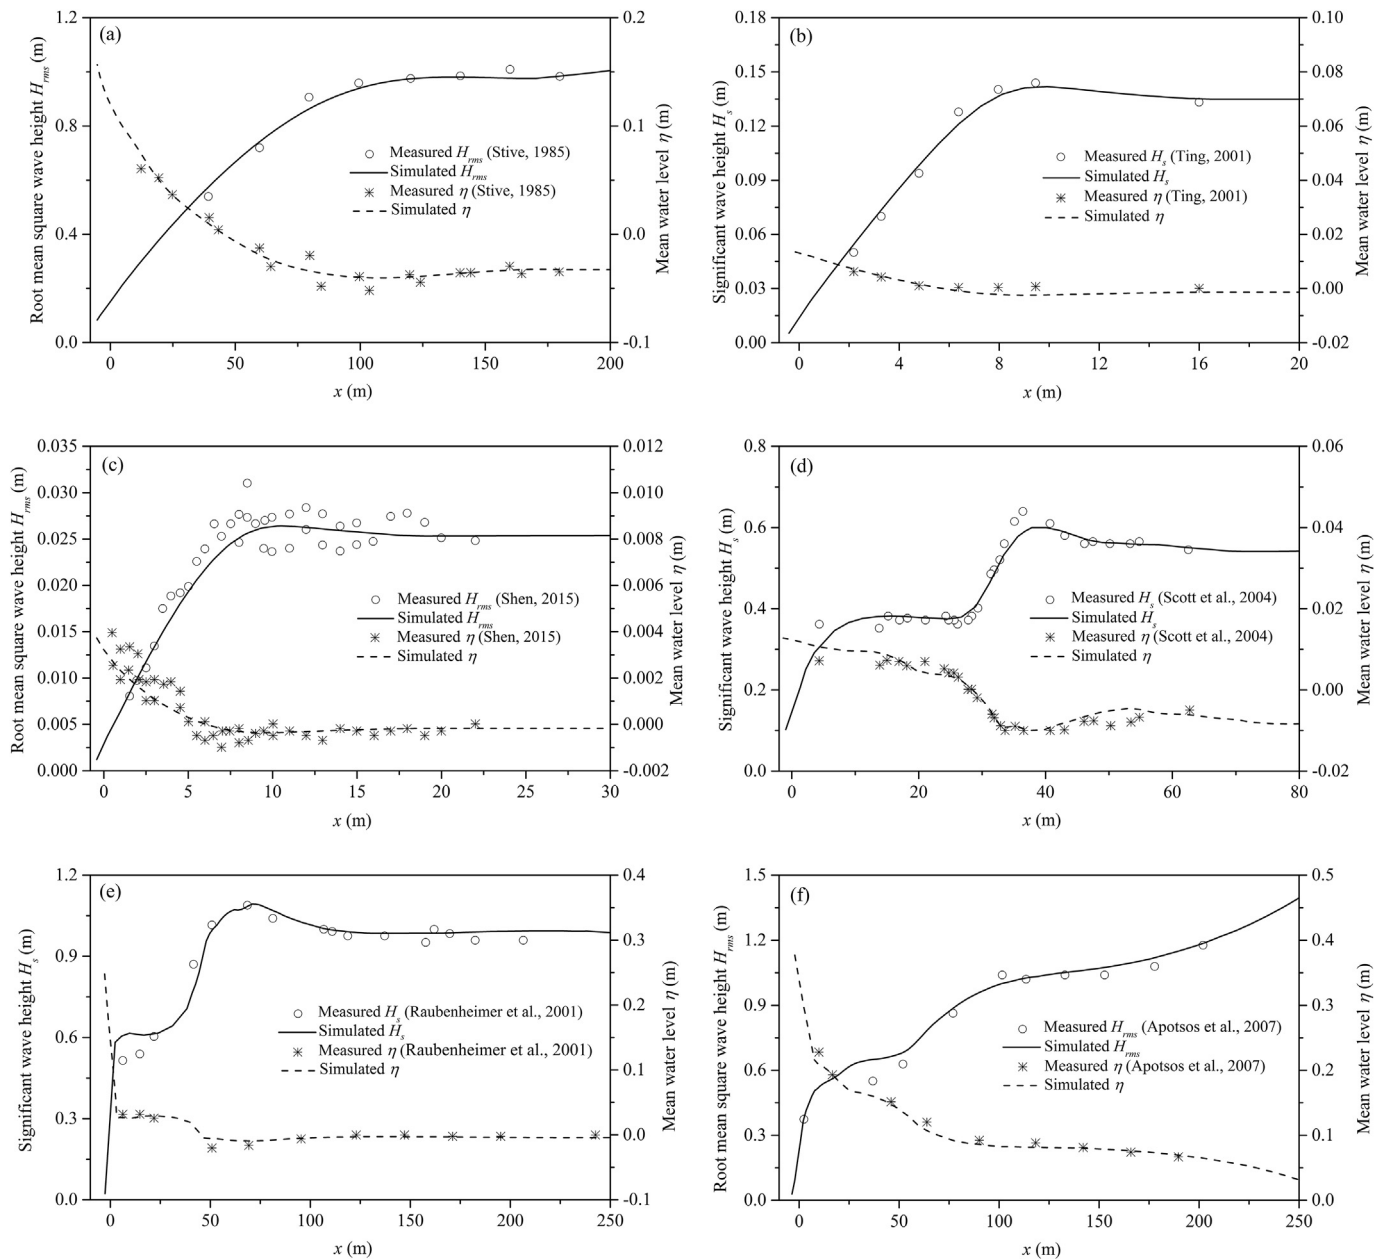 (a)
Root mean square wave height Hrms (m)
1.2
0.8
0.4
0.0
0.2
0.1
0.0
-0.1
Mean water level η (m)
Measured Hrms (Stive, 1985)
Simulated Hrms
Measured η (Stive, 1985)
Simulated η
0 50 100 150 200
x (m)
(b)
Significant wave height Hs (m)
0.18
0.15
0.12
0.09
0.06
0.03
0.00
0.10
0.08
0.06
0.04
0.02
0.00
-0.02
Mean water level η (m)
Measured Hs (Ting, 2001)
Simulated Hs
Measured η (Ting, 2001)
Simulated η
0 4 8 12 16 20
x (m)
(c)
Root mean square wave height Hrms (m)
0.035
0.030
0.025
0.020
0.015
0.010
0.005
0.000
0.012
0.010
0.008
0.006
0.004
0.002
0.000
-0.002
Mean water level η (m)
Measured Hrms (Shen, 2015)
Simulated Hrms
Measured η (Shen, 2015)
Simulated η
0 5 10 15 20 25 30
x (m)
(d)
Significant wave height Hs (m)
0.8
0.6
0.4
0.2
0.0
0.06
0.04
0.02
0.00
-0.02
Mean water level η (m)
Measured Hs (Scott et al., 2004)
Simulated Hs
Measured η (Scott et al., 2004)
Simulated η
0 20 40 60 80
x (m)
(e)
Significant wave height Hs (m)
1.2
0.9
0.6
0.3
0.0
0.4
0.3
0.2
0.1
0.0
-0.1
Mean water level η (m)
Measured Hs (Raubenheimer et al., 2001)
Simulated Hs
Measured η (Raubenheimer et al., 2001)
Simulated η
0 50 100 150 200 250
x (m)
(f)
Root mean square wave height Hrms (m)
1.5
1.2
0.9
0.6
0.3
0.0
0.5
0.4
0.3
0.2
0.1
0.0
Mean water level η (m)
Measured Hrms (Apotsos et al., 2007)
Simulated Hrms
Measured η (Apotsos et al., 2007)
Simulated η
0 50 100 150 200 250
x (m)